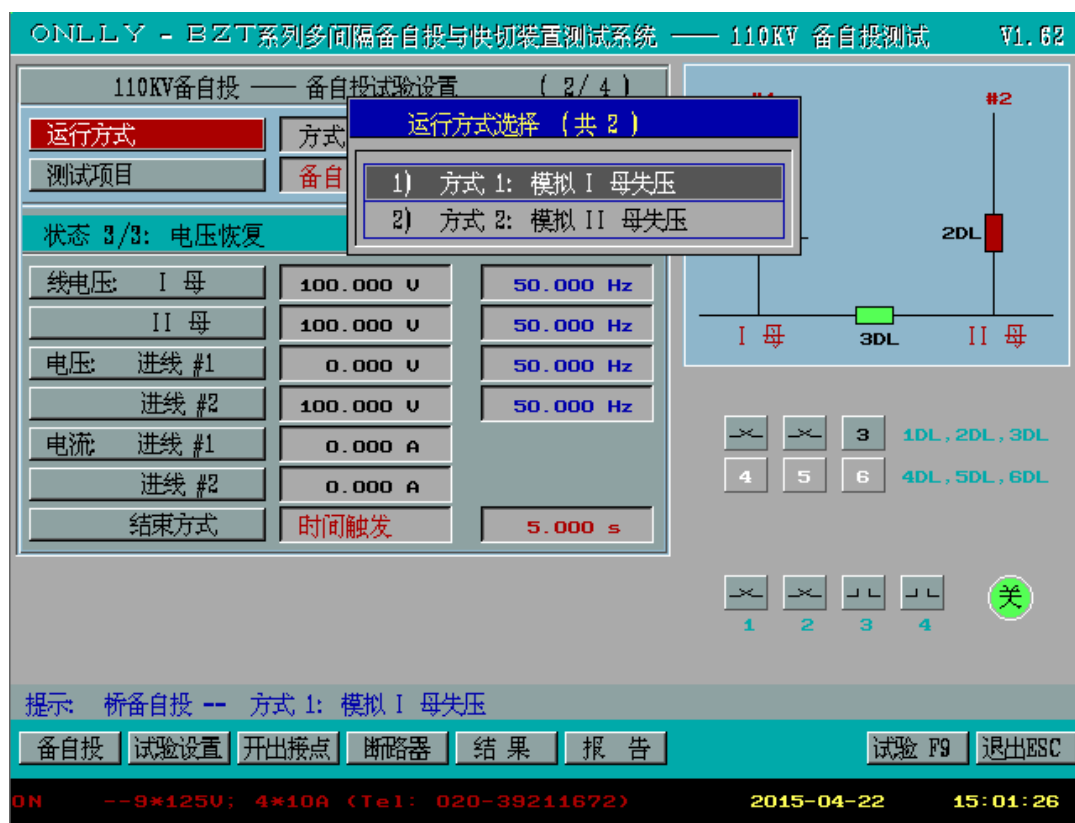 ONLLY - BZT系列多间隔备自投与快切装置测试系统 —— 110KV 备自投测试 V1.62
110KV备自投 —— 备自投试验设置 ( 2/ 4 )
运行方式 方式
测试项目 备自
运行方式选择 (共 2 )
1) 方式 1: 模拟 I 母失压
2) 方式 2: 模拟 II 母失压
状态 3/3: 电压恢复
线电压: I 母 100.000 V 50.000 Hz
II 母 100.000 V 50.000 Hz
电压: 进线 #1 0.000 V 50.000 Hz
进线 #2 100.000 V 50.000 Hz
电流: 进线 #1 0.000 A
进线 #2 0.000 A
结束方式 时间触发 5.000 s
#2
2DL
I 母 3DL II 母
3 1DL,2DL,3DL
4 5 6 4DL,5DL,6DL
1 2 3 4 关
提示: 桥备自投 -- 方式 1: 模拟 I 母失压
备自投 试验设置 开出接点 断路器 结 果 报 告 试验 F9 退出ESC
ON --9*125V; 4*10A (Tel: 020-39211672) 2015-04-22 15:01:26